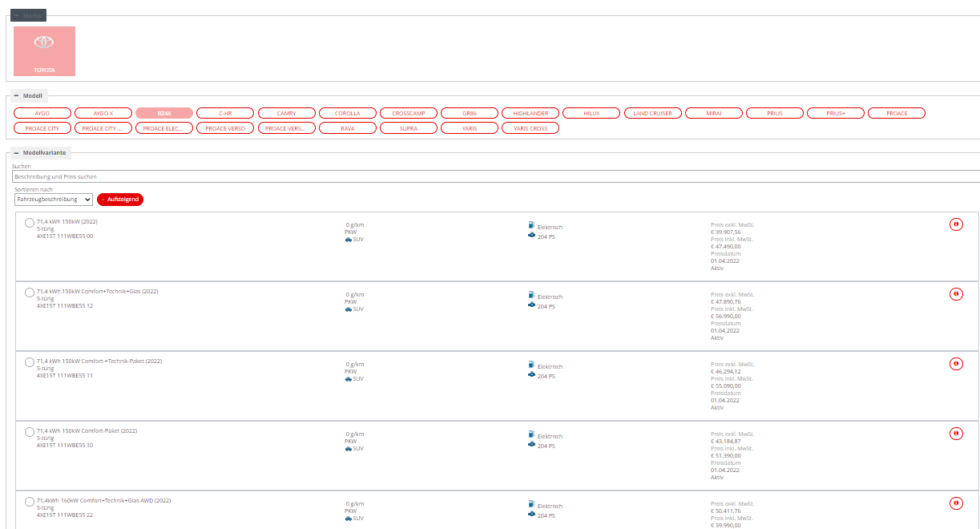 TOYOTA
Modell
AYGO AYGO X BZ4X C-HR CAMRY COROLLA CROSSCAMP GR86 HIGHLANDER HILUX LAND CRUISER MIRAI PRIUS PRIUS+ PROACE
PROACE CITY PROACE CITY ... PROACE ELEC... PROACE VERSO PROACE VERS... RAV4 SUPRA YARIS YARIS CROSS
Modellvariante
Suchen
Beschreibung und Preis suchen
Sortieren nach
Fahrzeugbeschreibung Aufsteigend
71,4 kWh 150kW (2022)
5-türig
4XE1ST 111WBE5S 00
0 g/km
PKW
SUV
Elektrisch
204 PS
Preis exkl. MwSt.
€ 39.907,56
Preis inkl. MwSt.
€ 47.490,00
Preisdatum
01.04.2022
Aktiv
71,4 kWh 150kW Comfort+Technik+Glas (2022)
5-türig
4XE1ST 111WBE5S 12
0 g/km
PKW
SUV
Elektrisch
204 PS
Preis exkl. MwSt.
€ 47.890,76
Preis inkl. MwSt.
€ 56.990,00
Preisdatum
01.04.2022
Aktiv
71,4 kWh 150kW Comfort +Technik-Paket (2022)
5-türig
4XE1ST 111WBE5S 11
0 g/km
PKW
SUV
Elektrisch
204 PS
Preis exkl. MwSt.
€ 46.294,12
Preis inkl. MwSt.
€ 55.090,00
Preisdatum
01.04.2022
Aktiv
71,4 kWh 150kW Comfort-Paket (2022)
5-türig
4XE1ST 111WBE5S 10
0 g/km
PKW
SUV
Elektrisch
204 PS
Preis exkl. MwSt.
€ 43.184,87
Preis inkl. MwSt.
€ 51.390,00
Preisdatum
01.04.2022
Aktiv
71,4kWh 160kW Comfort+Technik+Glas AWD (2022)
5-türig
4XE1ST 111WBE5S 22
0 g/km
PKW
SUV
Elektrisch
204 PS
Preis exkl. MwSt.
€ 50.411,76
Preis inkl. MwSt.
€ 59.990,00